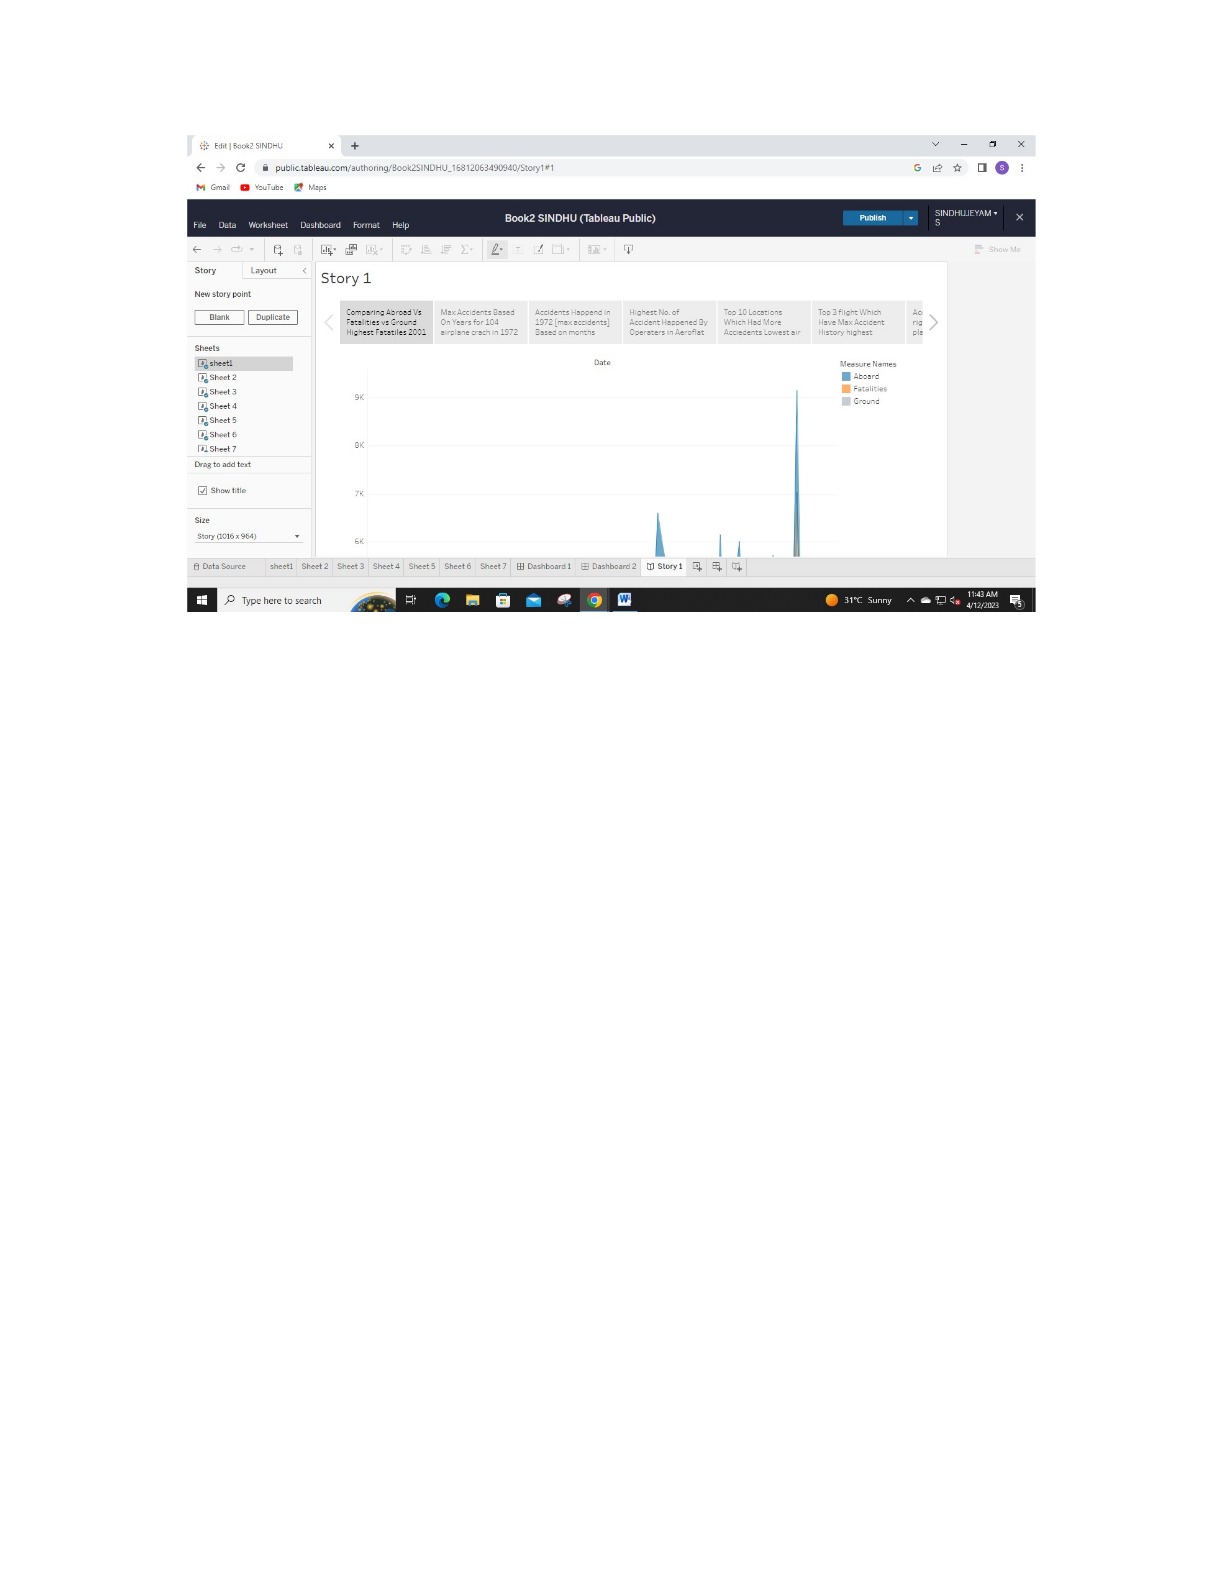 Edit | Book2 SINDHU
public.tableau.com/authoring/Book2SINDHU_16812063490940/Story1#1
G
S
Gmail YouTube Maps
File Data Worksheet Dashboard Format Help
Book2 SINDHU (Tableau Public)
Publish
SINDHUJEYAM
S
Show Me
Story Layout
New story point
Blank Duplicate
Sheets
sheet1
Sheet 2
Sheet 3
Sheet 4
Sheet 5
Sheet 6
Sheet 7
Drag to add text
Show title
Size
Story (1016 x 964)
Story 1
Comparing Abroad Vs
Fatalities vs Ground
Highest Fatatiles 2001
Max Accidents Based
On Years for 104
airplane crach in 1972
Accidents Happend in
1972 [max accidents]
Based on months
Highest No. of
Accident Happened By
Operaters in Aeroflat
Top 10 Locations
Which Had More
Acciedents Lowest air
Top 3 flight Which
Have Max Accident
History highest
Ao
rig
pla
Date
9K
8K
7K
6K
Measure Names
Aboard
Fatalities
Ground
Data Source sheet1 Sheet 2 Sheet 3 Sheet 4 Sheet 5 Sheet 6 Sheet 7 Dashboard 1 Dashboard 2 Story 1
Type here to search
31°C Sunny
11:43 AM
4/12/2023
5